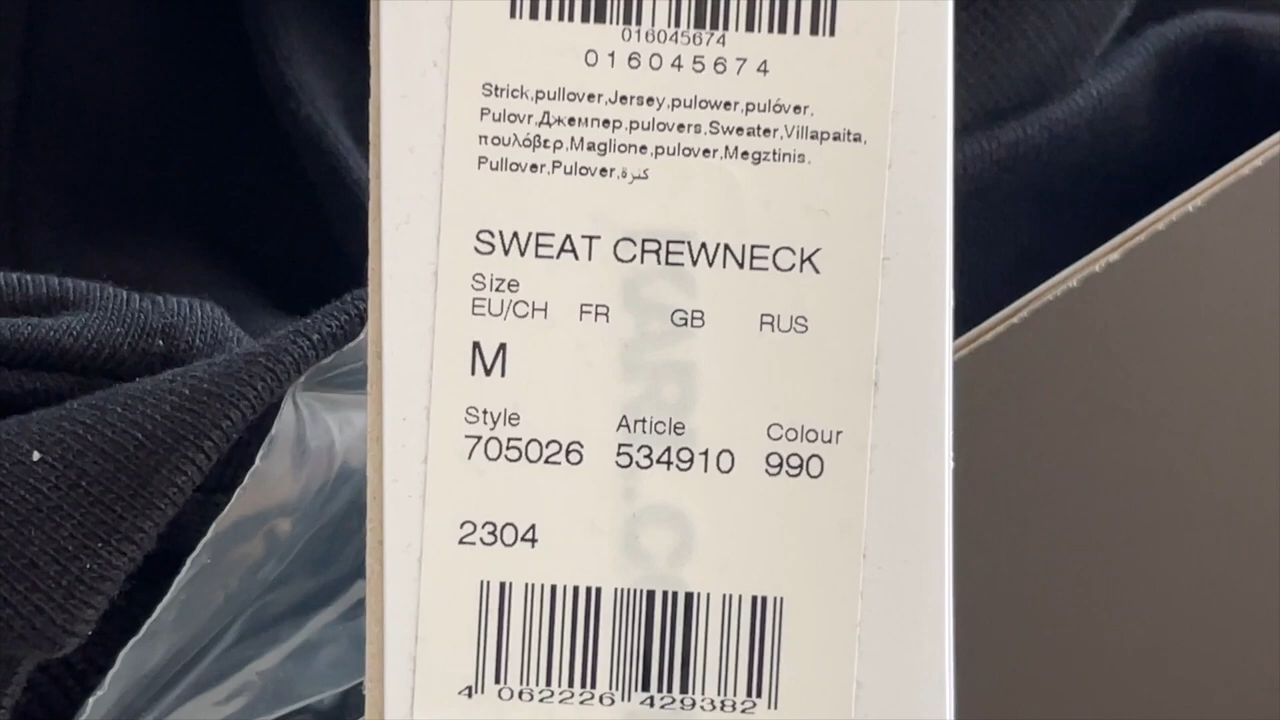 016045674
016045674
Strick,pullover,Jersey,pulower,pulóver,
Pulovr,Джемпер,pulovers,Sweater,Villapaita,
πουλόβερ,Maglione,pulover,Megztinis,
Pullover,Pulover,كنزة
SWEAT CREWNECK
Size
EU/CH FR GB RUS
M
Style Article Colour
705026 534910 990
2304
4 062226 429382